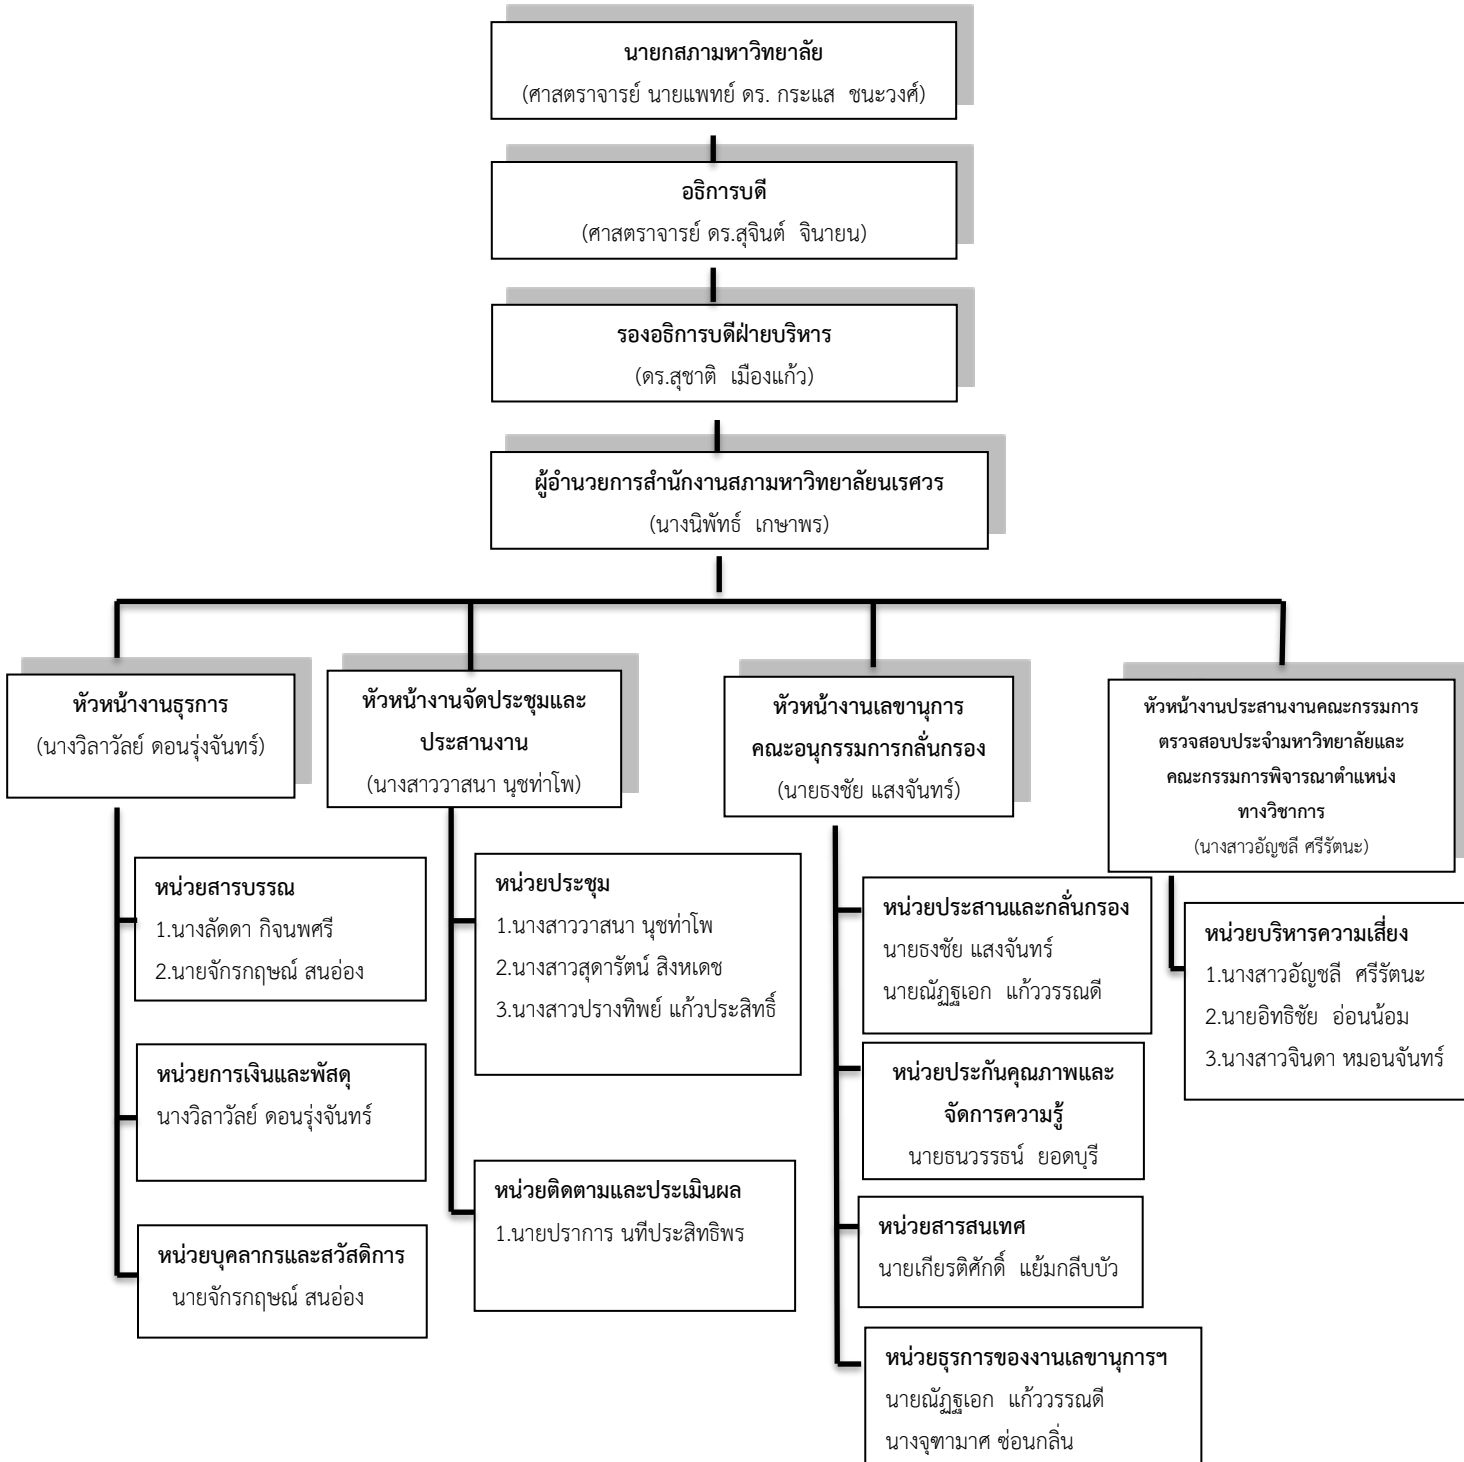 นายกสภามหาวิทยาลัย
(ศาสตราจารย์ นายแพทย์ ดร. กระแส  ชนะวงศ์)
อธิการบดี
(ศาสตราจารย์ ดร.สุจินต์  จินายน)
รองอธิการบดีฝ่ายบริหาร
(ดร.สุชาติ  เมืองแก้ว)
ผู้อำนวยการสำนักงานสภามหาวิทยาลัยนเรศวร
(นางนิพัทธ์  เกษาพร)
หัวหน้างานธุรการ
(นางวิลาวัลย์ ดอนรุ่งจันทร์)
หน่วยสารบรรณ
1.นางลัดดา กิจนพศรี
2.นายจักรกฤษณ์ สนอ่อง
หน่วยการเงินและพัสดุ
นางวิลาวัลย์ ดอนรุ่งจันทร์
หน่วยบุคลากรและสวัสดิการ
นายจักรกฤษณ์ สนอ่อง
หัวหน้างานจัดประชุมและ
ประสานงาน
(นางสาววาสนา นุชท่าโพ)
หน่วยประชุม
1.นางสาววาสนา นุชท่าโพ
2.นางสาวสุดารัตน์ สิงหเดช
3.นางสาวปรางทิพย์ แก้วประสิทธิ์
หน่วยติดตามและประเมินผล
1.นายปราการ นทีประสิทธิพร
หัวหน้างานเลขานุการ
คณะอนุกรรมการกลั่นกรอง
(นายธงชัย แสงจันทร์)
หน่วยประสานและกลั่นกรอง
นายธงชัย แสงจันทร์
นายณัฏฐเอก  แก้ววรรณดี
หน่วยประกันคุณภาพและ
จัดการความรู้
นายธนวรรธน์  ยอดบุรี
หน่วยสารสนเทศ
นายเกียรติศักดิ์  แย้มกลีบบัว
หน่วยธุรการของงานเลขานุการฯ
นายณัฏฐเอก  แก้ววรรณดี
นางจุฑามาศ ซ่อนกลิ่น
หัวหน้างานประสานงานคณะกรรมการ
ตรวจสอบประจำมหาวิทยาลัยและ
คณะกรรมการพิจารณาตำแหน่ง
ทางวิชาการ
(นางสาวอัญชลี ศรีรัตนะ)
หน่วยบริหารความเสี่ยง
1.นางสาวอัญชลี  ศรีรัตนะ
2.นายอิทธิชัย  อ่อนน้อม
3.นางสาวจินดา หมอนจันทร์